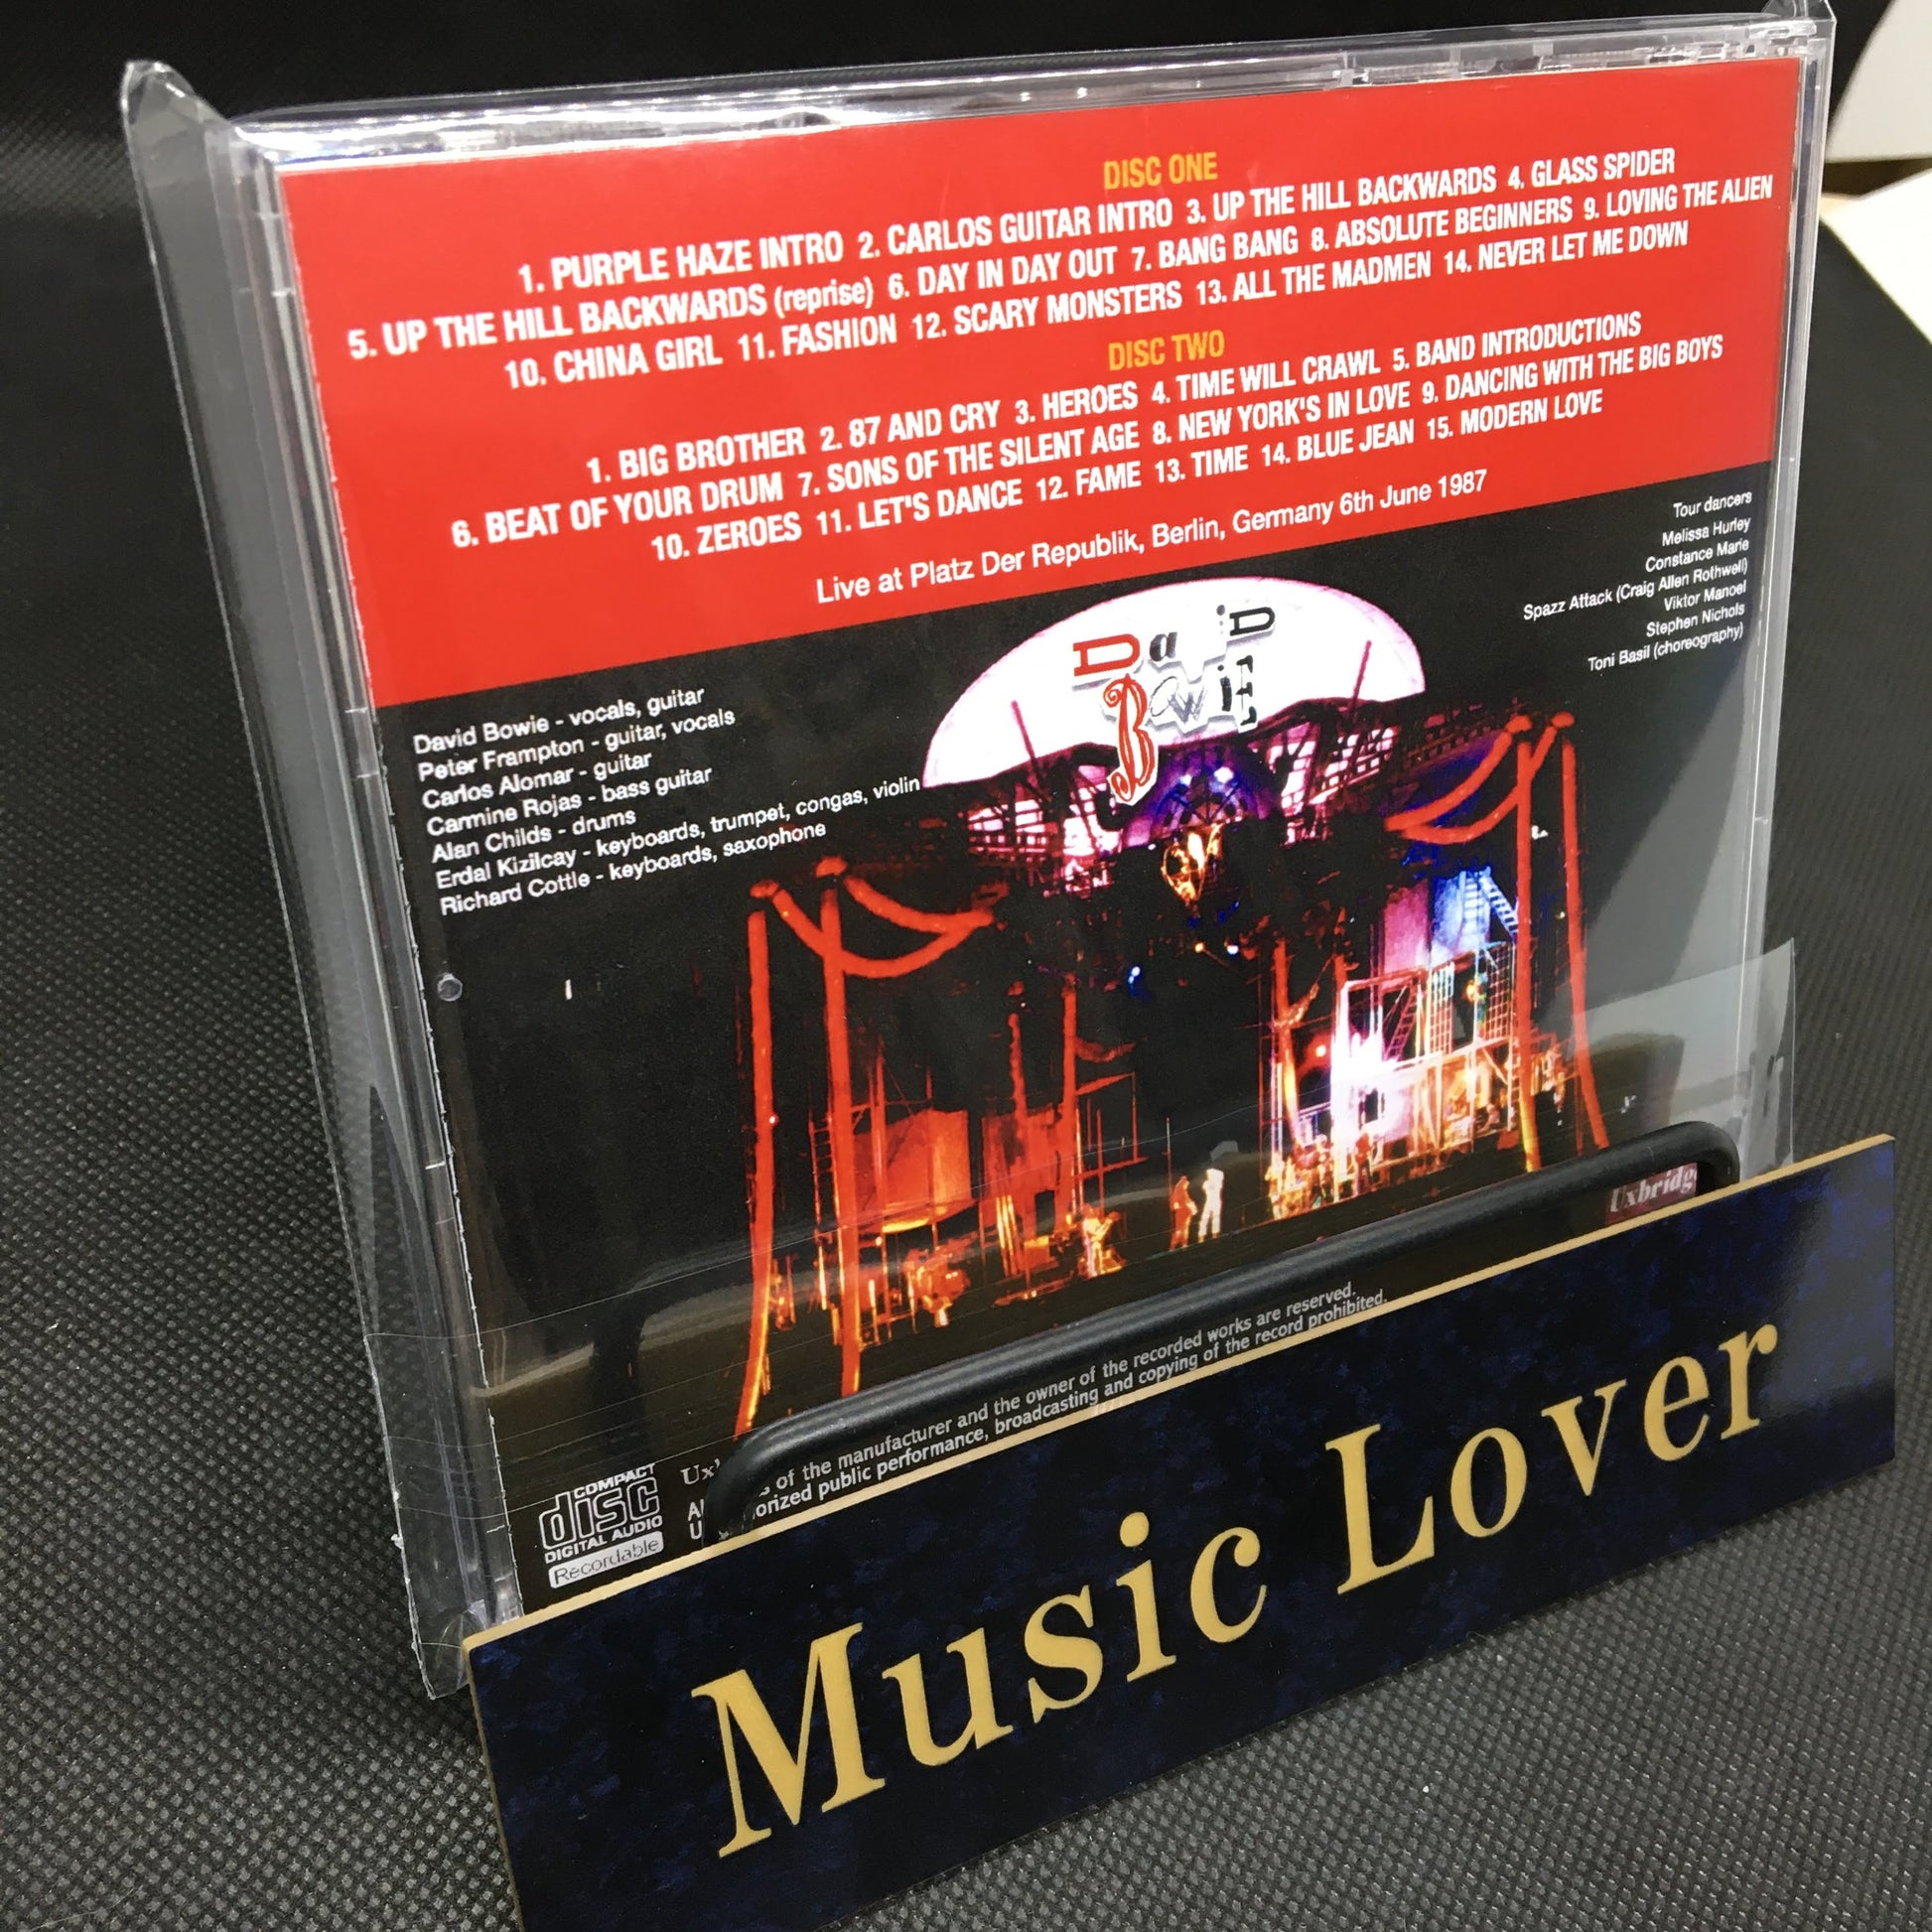 DISC ONE
1. PURPLE HAZE INTRO 2. CARLOS GUITAR INTRO 3. UP THE HILL BACKWARDS 4. GLASS SPIDER
5. UP THE HILL BACKWARDS (reprise) 6. DAY IN DAY OUT 7. BANG BANG 8. ABSOLUTE BEGINNERS 9. LOVING THE ALIEN
10. CHINA GIRL 11. FASHION 12. SCARY MONSTERS 13. ALL THE MADMEN 14. NEVER LET ME DOWN
DISC TWO
1. BIG BROTHER 2. 87 AND CRY 3. HEROES 4. TIME WILL CRAWL 5. BAND INTRODUCTIONS
6. BEAT OF YOUR DRUM 7. SONS OF THE SILENT AGE 8. NEW YORK'S IN LOVE 9. DANCING WITH THE BIG BOYS
10. ZEROES 11. LET'S DANCE 12. FAME 13. TIME 14. BLUE JEAN 15. MODERN LOVE
Live at Platz Der Republik, Berlin, Germany 6th June 1987
David Bowie - vocals, guitar
Peter Frampton - guitar, vocals
Carlos Alomar - guitar
Carmine Rojas - bass guitar
Alan Childs - drums
Erdal Kizilcay - keyboards, trumpet, congas, violin
Richard Cottle - keyboards, saxophone
Tour dancers
Melissa Hurley
Constance Marie
Spazz Attack (Craig Allen Rothwell)
Viktor Manoel
Stephen Nichols
Toni Basil (choreography)
DaviD
BowiE
Uxbridg
COMPACT
disc
DIGITAL AUDIO
Recordable
of the manufacturer and the owner of the recorded works are reserved.
orized public performance, broadcasting and copying of the record prohibited.
Music Lover